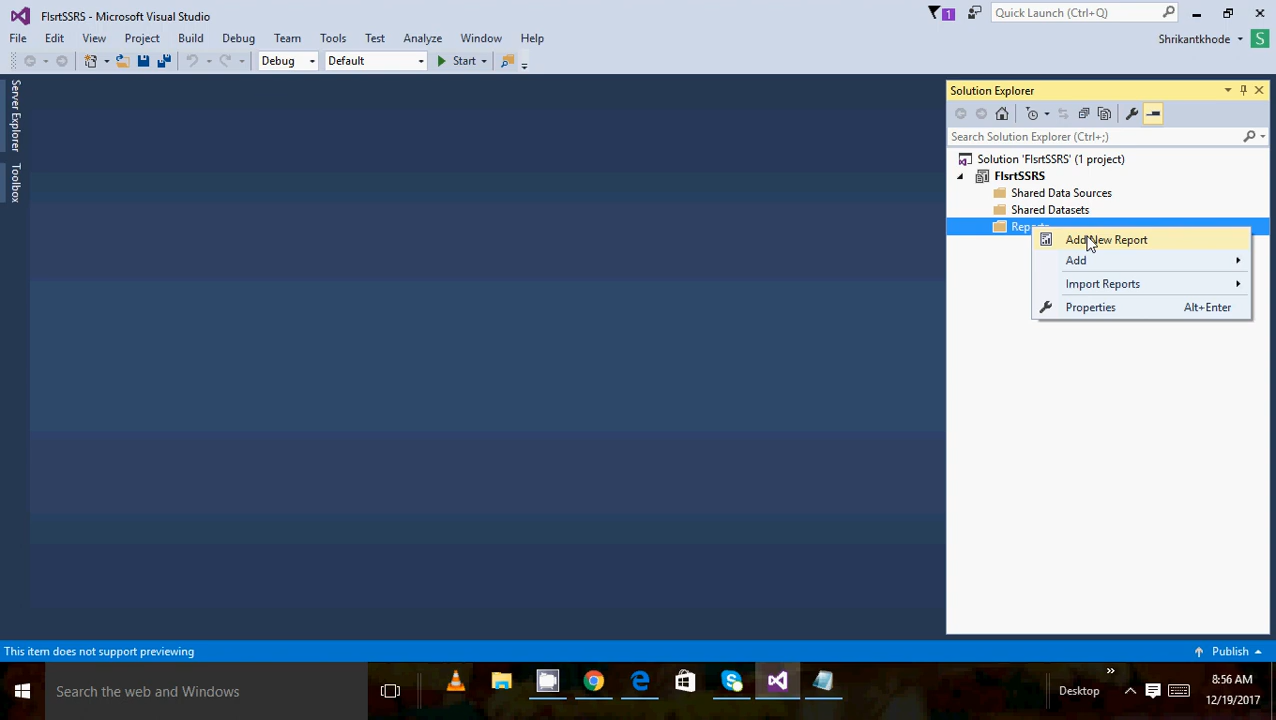 FlsrtSSRS - Microsoft Visual Studio
1
Quick Launch (Ctrl+Q)
File Edit View Project Build Debug Team Tools Test Analyze Window Help
Shrikantkhode S
Debug Default Start
Server Explorer
Toolbox
Solution Explorer
Search Solution Explorer (Ctrl+;)
Solution 'FlsrtSSRS' (1 project)
FlsrtSSRS
Shared Data Sources
Shared Datasets
Reports
Add New Report
Add
Import Reports
Properties Alt+Enter
This item does not support previewing
Publish
Search the web and Windows
Desktop
8:56 AM
12/19/2017